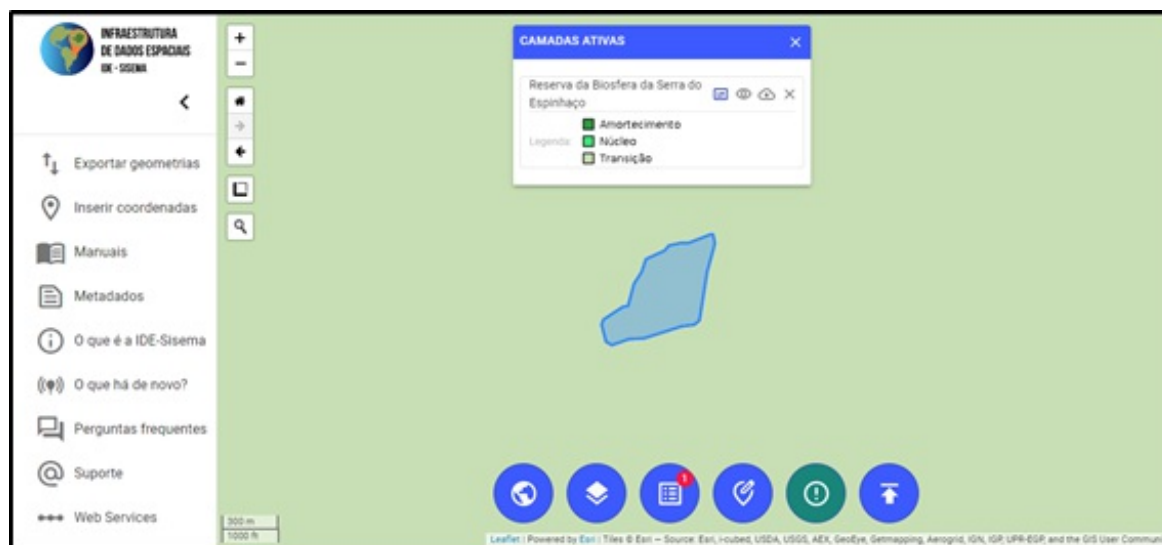 INFRAESTRUTURA
DE DADOS ESPACIAIS
IDE - SISEMA
Exportar geometrias
Inserir coordenadas
Manuais
Metadados
O que é a IDE-Sisema
O que há de novo?
Perguntas frequentes
Suporte
Web Services
+
−
CAMADAS ATIVAS
Reserva da Biosfera da Serra do
Espinhaço
Legenda:
Amortecimento
Núcleo
Transição
1
300 m
1000 ft
Leaflet | Powered by Esri | Tiles © Esri — Source: Esri, i-cubed, USDA, USGS, AEX, GeoEye, Getmapping, Aerogrid, IGN, IGP, UPR-EGP, and the GIS User Communi